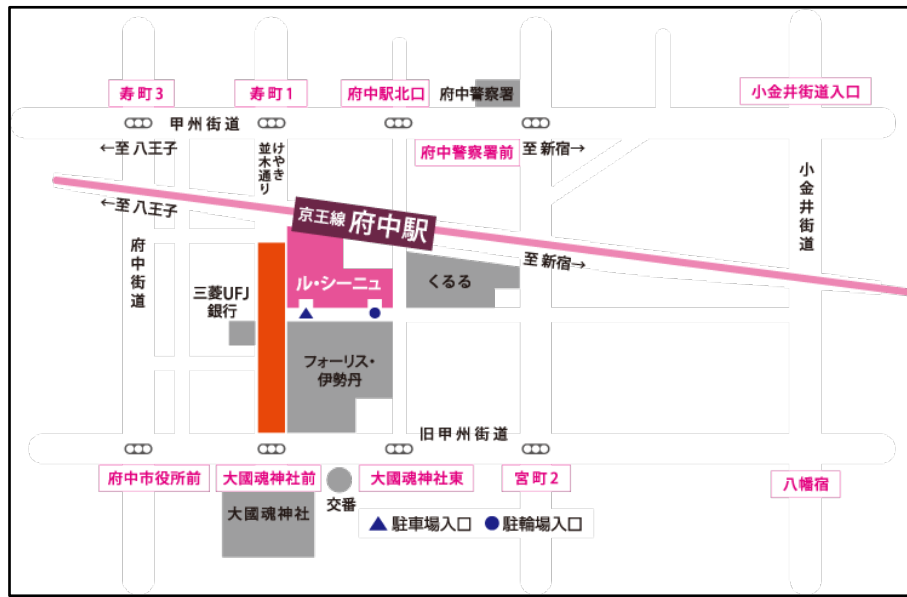 寿町3
寿町1
府中駅北口
府中警察署
小金井街道入口
甲州街道
←至 八王子
けやき
並木通り
府中警察署前
至 新宿→
小金井街道
京王線 府中駅
←至 八王子
府中街道
至 新宿→
三菱UFJ
銀行
ル・シーニュ
くるる
フォーリス・
伊勢丹
旧甲州街道
府中市役所前
大國魂神社前
大國魂神社東
宮町2
八幡宿
交番
大國魂神社
▲ 駐車場入口 ● 駐輪場入口